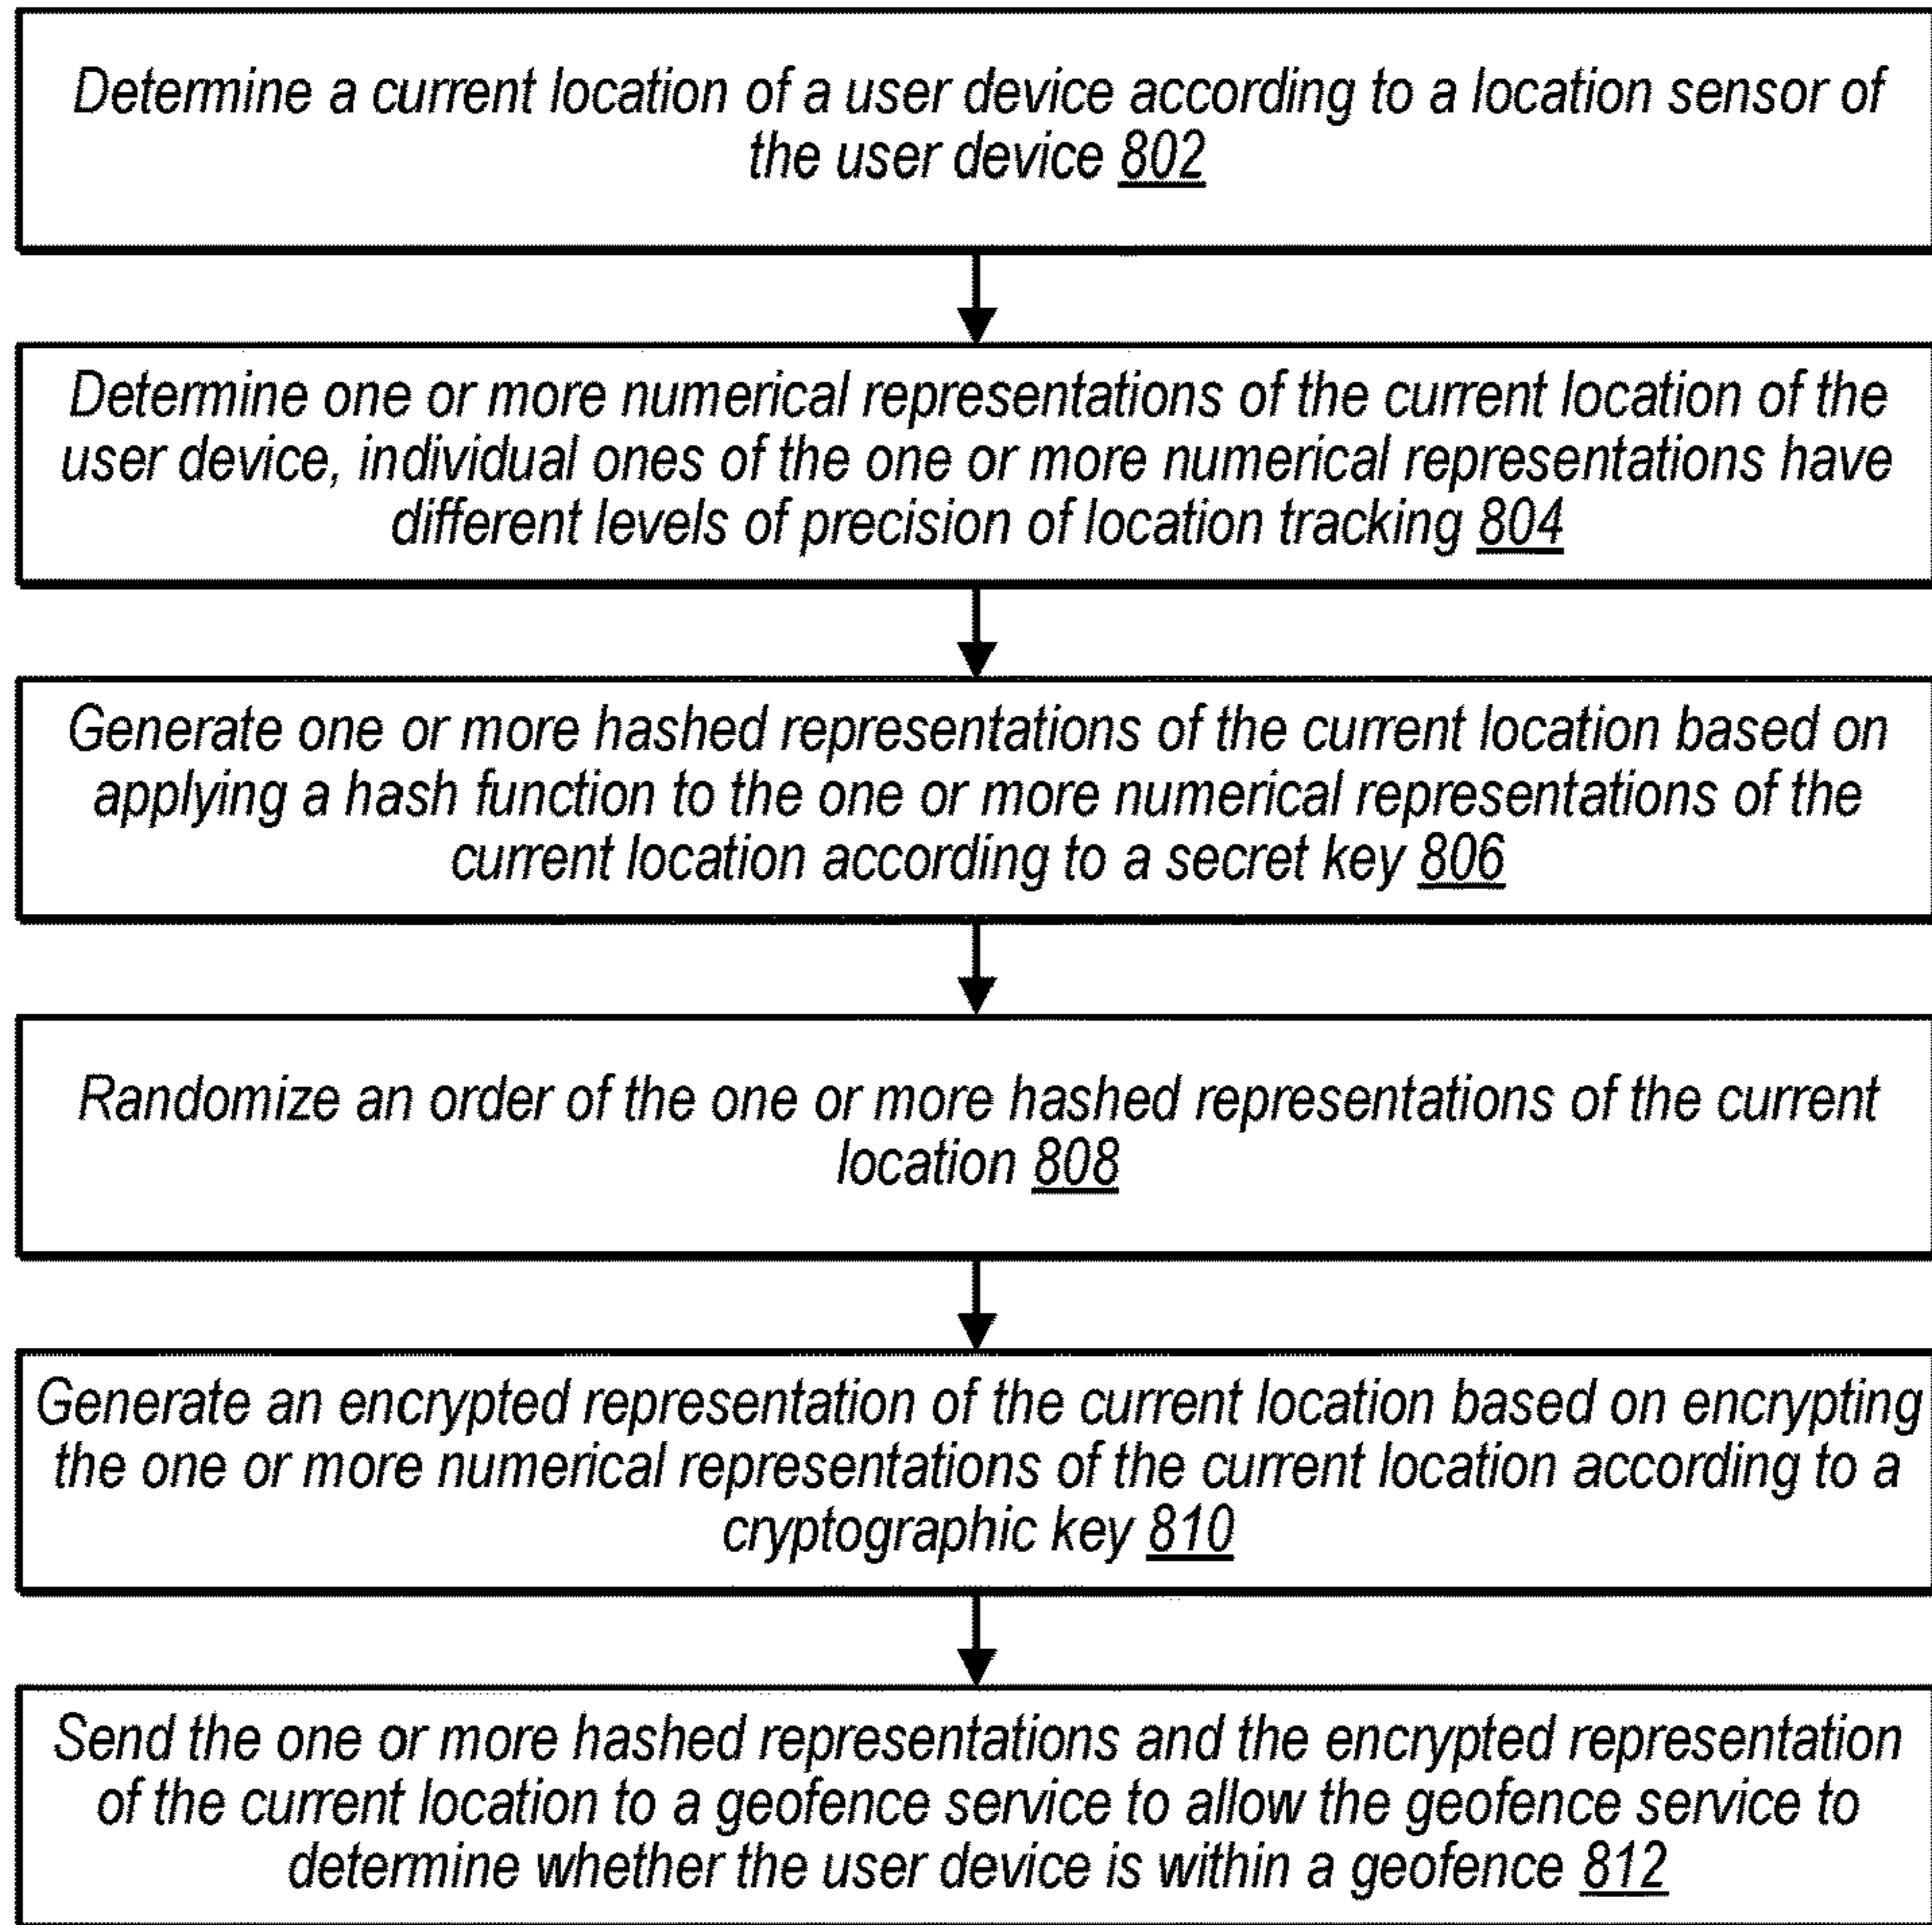 Determine a current location of a user device according to a location sensor of
the user device 802
Determine one or more numerical representations of the current location of the
user device, individual ones of the one or more numerical representations have
different levels of precision of location tracking 804
Generate one or more hashed representations of the current location based on
applying a hash function to the one or more numerical representations of the
current location according to a secret key 806
Randomize an order of the one or more hashed representations of the current
location 808
Generate an encrypted representation of the current location based on encrypting
the one or more numerical representations of the current location according to a
cryptographic key 810
Send the one or more hashed representations and the encrypted representation
of the current location to a geofence service to allow the geofence service to
determine whether the user device is within a geofence 812